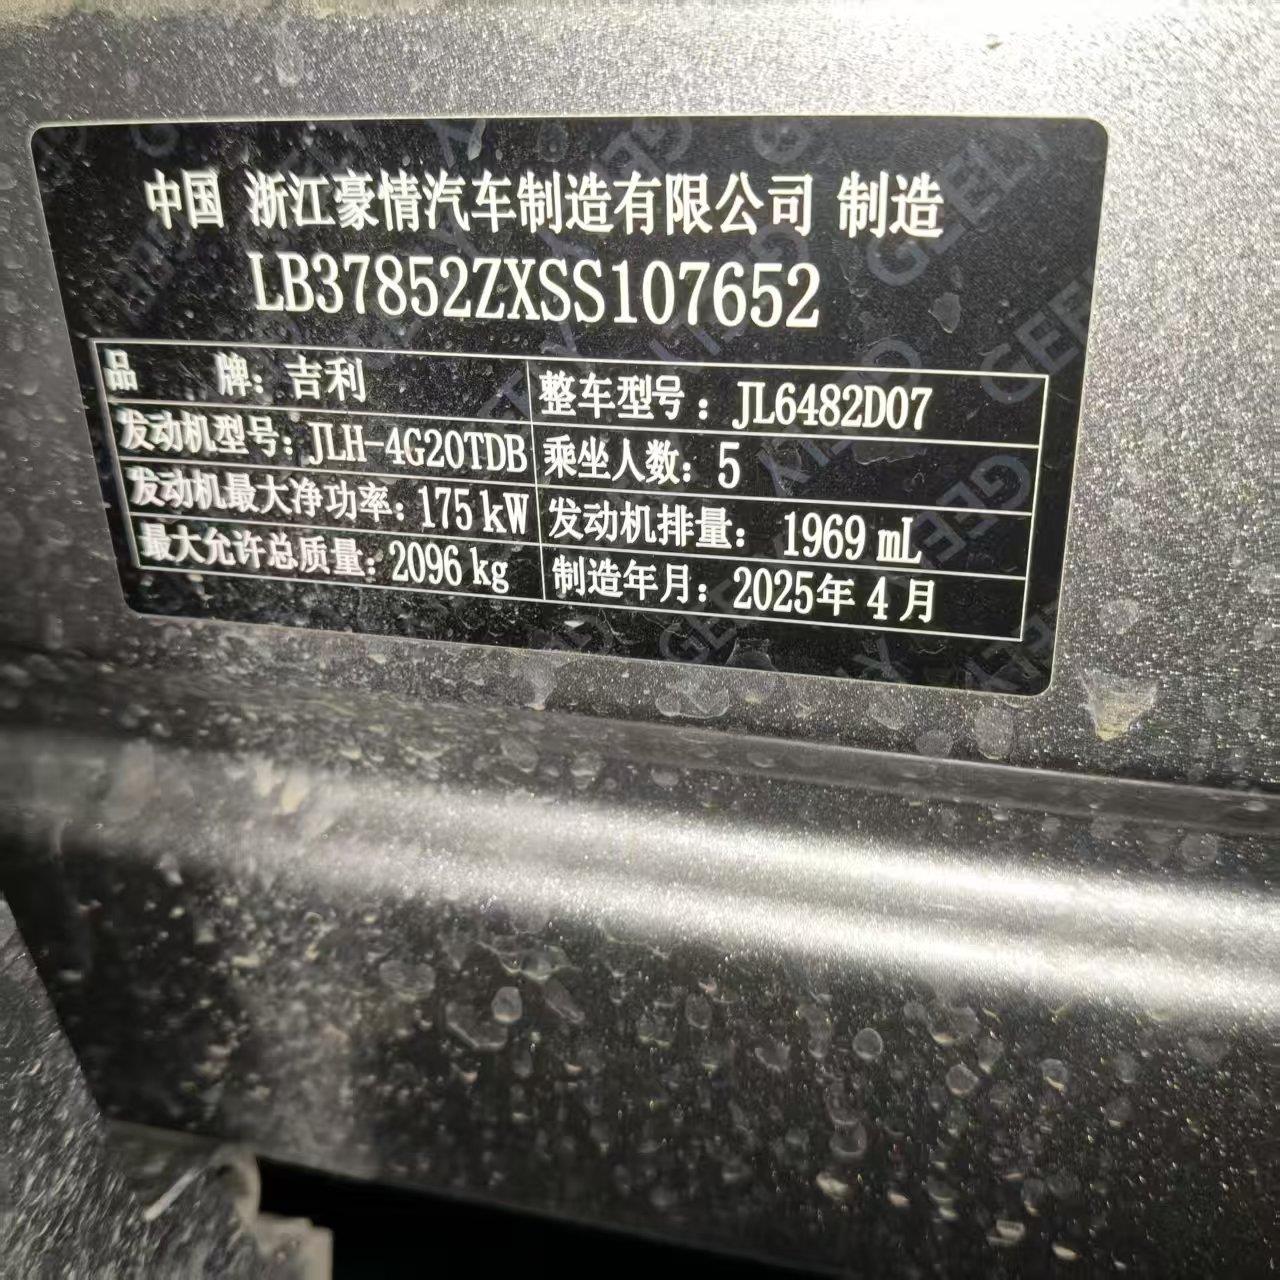 中国 浙江豪情汽车制造有限公司 制造
LB37852ZXSS107652
品 牌：吉利 整车型号：JL6482D07
发动机型号：JLH-4G20TDB 乘坐人数：5
发动机最大净功率：175 kW 发动机排量：1969 mL
最大允许总质量：2096 kg 制造年月：2025年 4 月